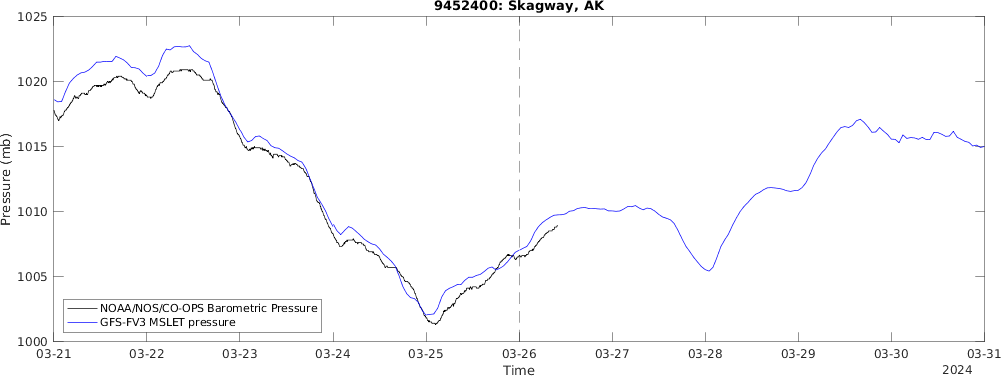 9452400: Skagway, AK
Pressure (mb)
1025
1020
1015
1010
1005
1000
NOAA/NOS/CO-OPS Barometric Pressure
GFS-FV3 MSLET pressure
03-21 03-22 03-23 03-24 03-25 03-26 03-27 03-28 03-29 03-30 03-31
Time
2024